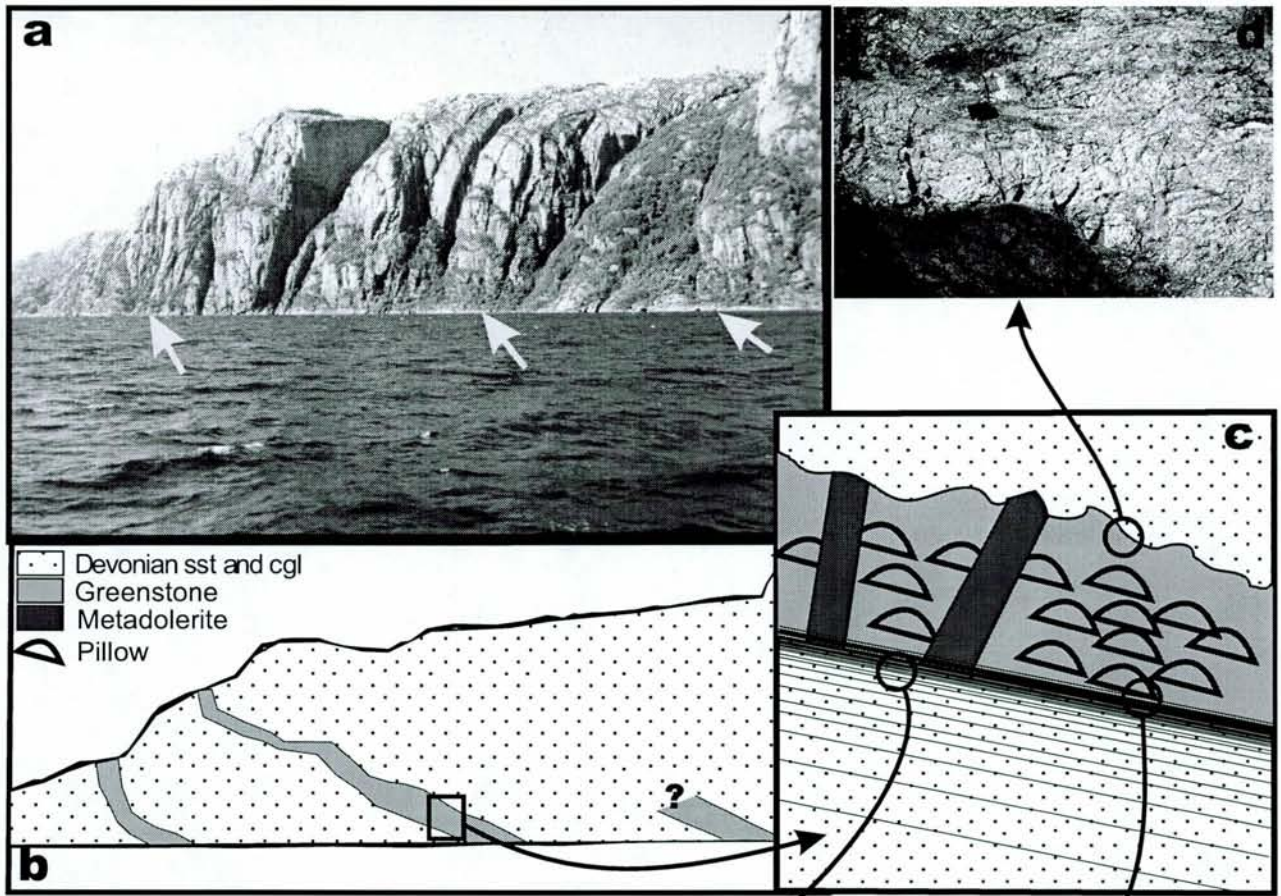 a
d
c
Devonian sst and cgl
Greenstone
Metadolerite
Pillow
?
b